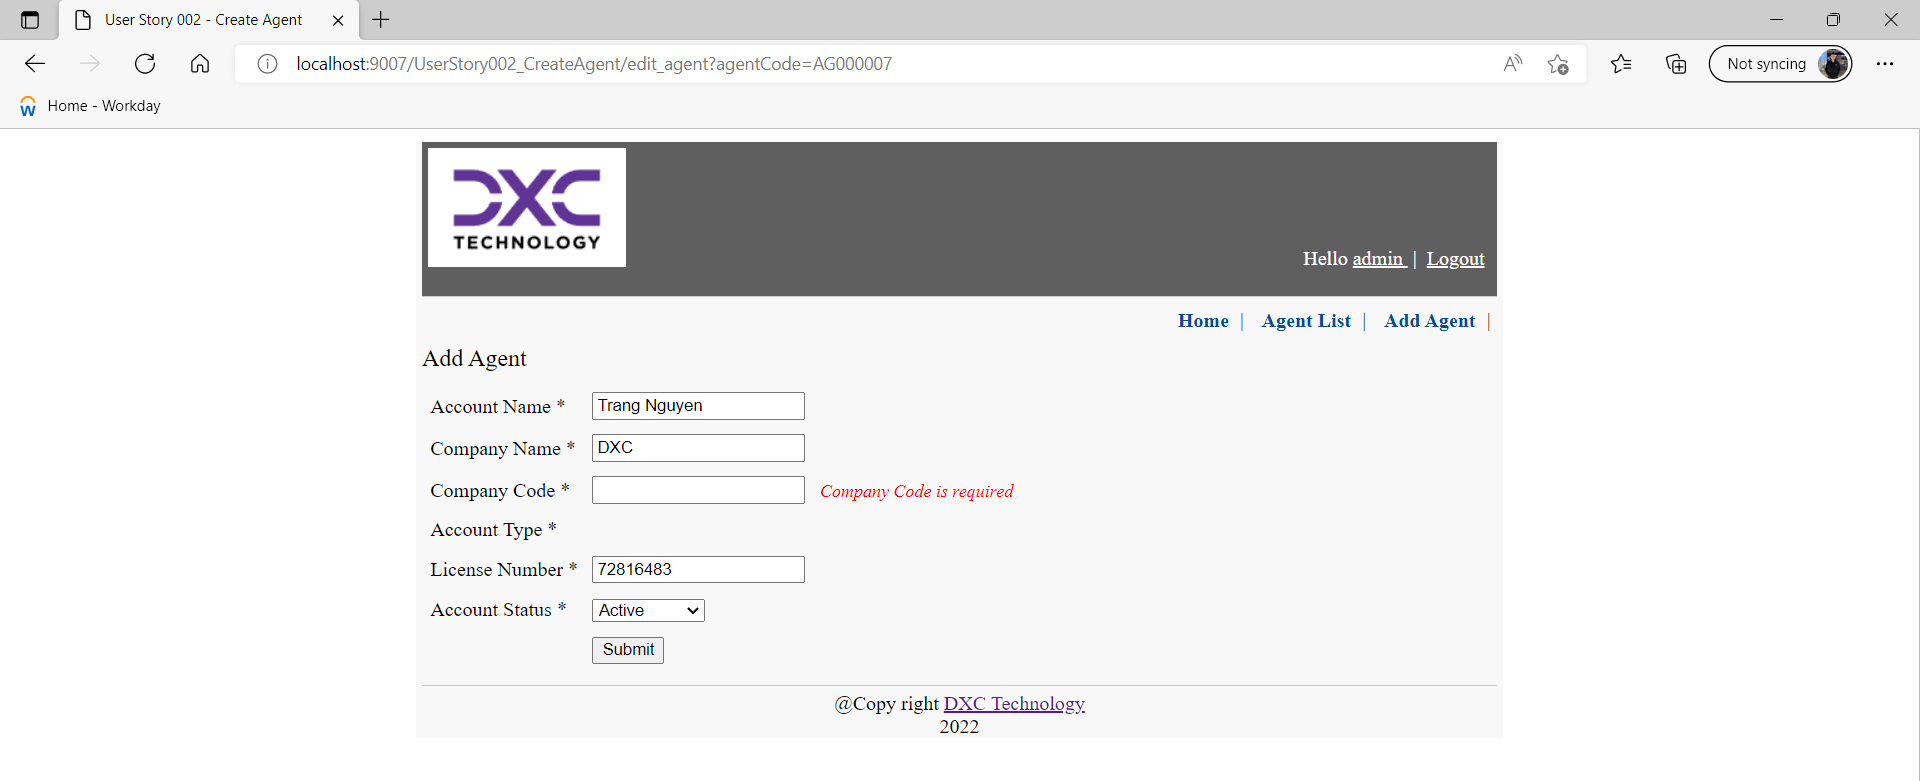 User Story 002 - Create Agent
localhost:9007/UserStory002_CreateAgent/edit_agent?agentCode=AG000007
Not syncing
Home - Workday
DXC
TECHNOLOGY
Hello admin | Logout
Home | Agent List | Add Agent |
Add Agent
Account Name * Trang Nguyen
Company Name * DXC
Company Code * Company Code is required
Account Type *
License Number * 72816483
Account Status * Active
Submit
@Copy right DXC Technology
2022